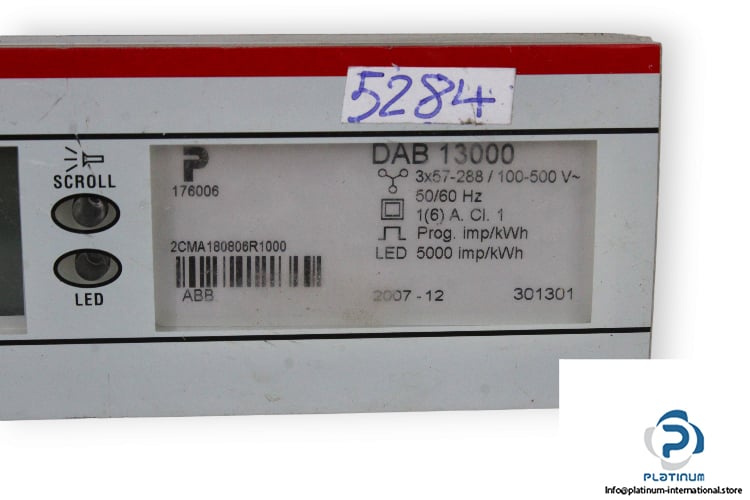 5284
SCROLL
LED
P
176006
2CMA180806R1000
ABB
DAB 13000
3x57-288 / 100-500 V~
50/60 Hz
1(6) A. Cl. 1
Prog. imp/kWh
LED 5000 imp/kWh
2007-12 301301
PLATINUM
Info@platinum-international.store